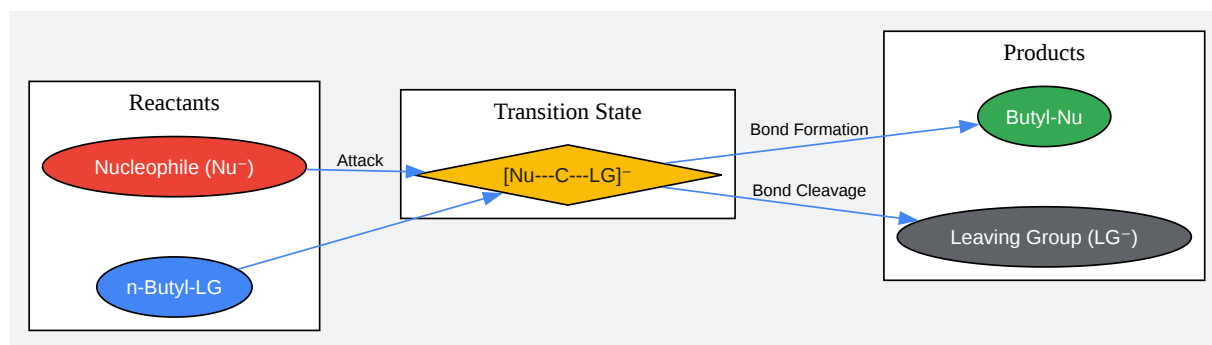 Reactants
Nucleophile (Nu⁻)
n-Butyl-LG
Attack
Transition State
[Nu---C---LG]⁻
Bond Formation
Bond Cleavage
Products
Butyl-Nu
Leaving Group (LG⁻)